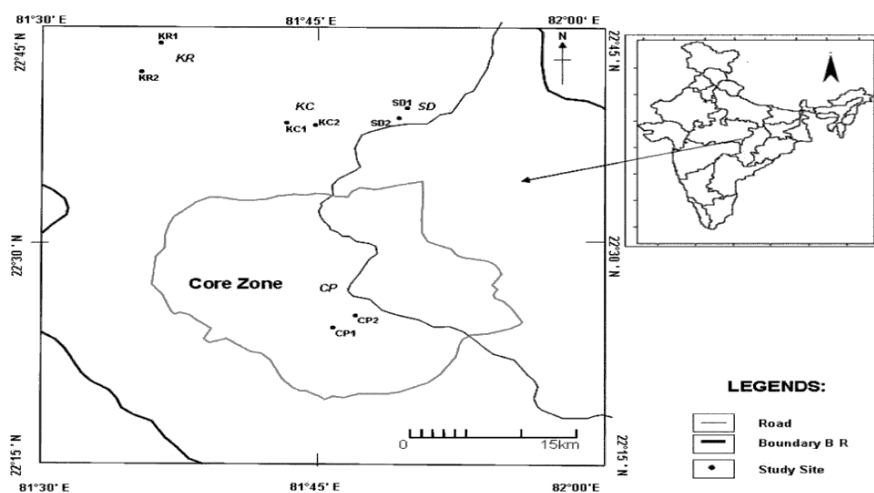 81°30' E
81°45' E
82°00' E
22°45' N
KR1
KR
KR2
N
22°45' N
KC
KC1
KC2
SD1
SD
SD2
22°30' N
22°30' N
Core Zone
CP
CP2
CP1
LEGENDS:
0
15km
Road
Boundary B R
Study Site
22°15' N
22°15' N
81°30' E
81°45' E
82°00' E